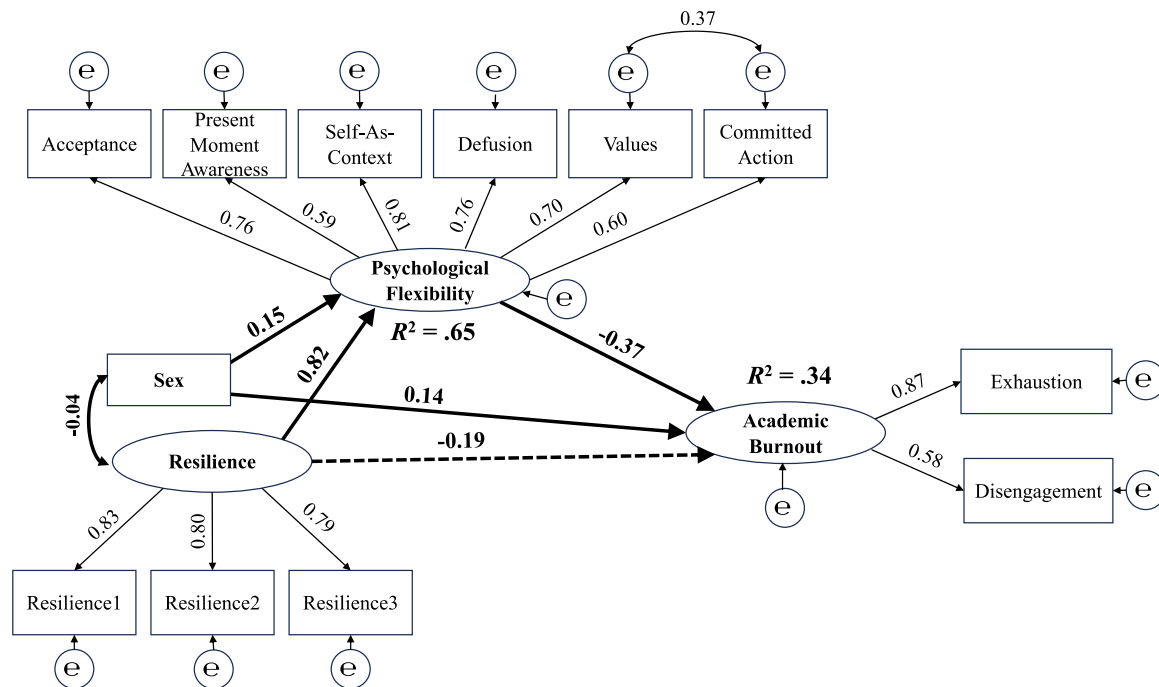 0.37
e e e e e e
Acceptance
Present
Moment
Awareness
Self-As-
Context
Defusion
Values
Committed
Action
0.76 0.59 0.81 0.76 0.70 0.60
Psychological
Flexibility
e
R² = .65
0.15
0.82
-0.37
Sex
-0.04
0.14
-0.19
Resilience
R² = .34
Academic
Burnout
e
0.87
Exhaustion
e
0.58
Disengagement
e
0.83 0.80 0.79
Resilience1 Resilience2 Resilience3
e e e